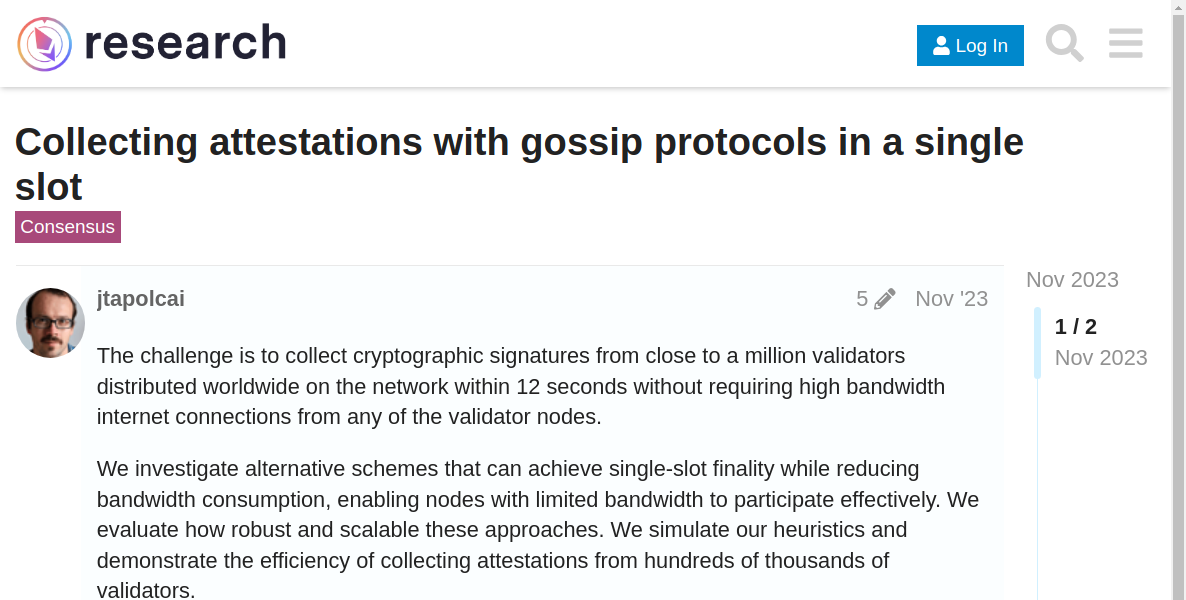 research
Log In
Collecting attestations with gossip protocols in a single
slot
Consensus
jtapolcai
5
Nov '23
Nov 2023
1 / 2
Nov 2023
The challenge is to collect cryptographic signatures from close to a million validators
distributed worldwide on the network within 12 seconds without requiring high bandwidth
internet connections from any of the validator nodes.
We investigate alternative schemes that can achieve single-slot finality while reducing
bandwidth consumption, enabling nodes with limited bandwidth to participate effectively. We
evaluate how robust and scalable these approaches. We simulate our heuristics and
demonstrate the efficiency of collecting attestations from hundreds of thousands of
validators.